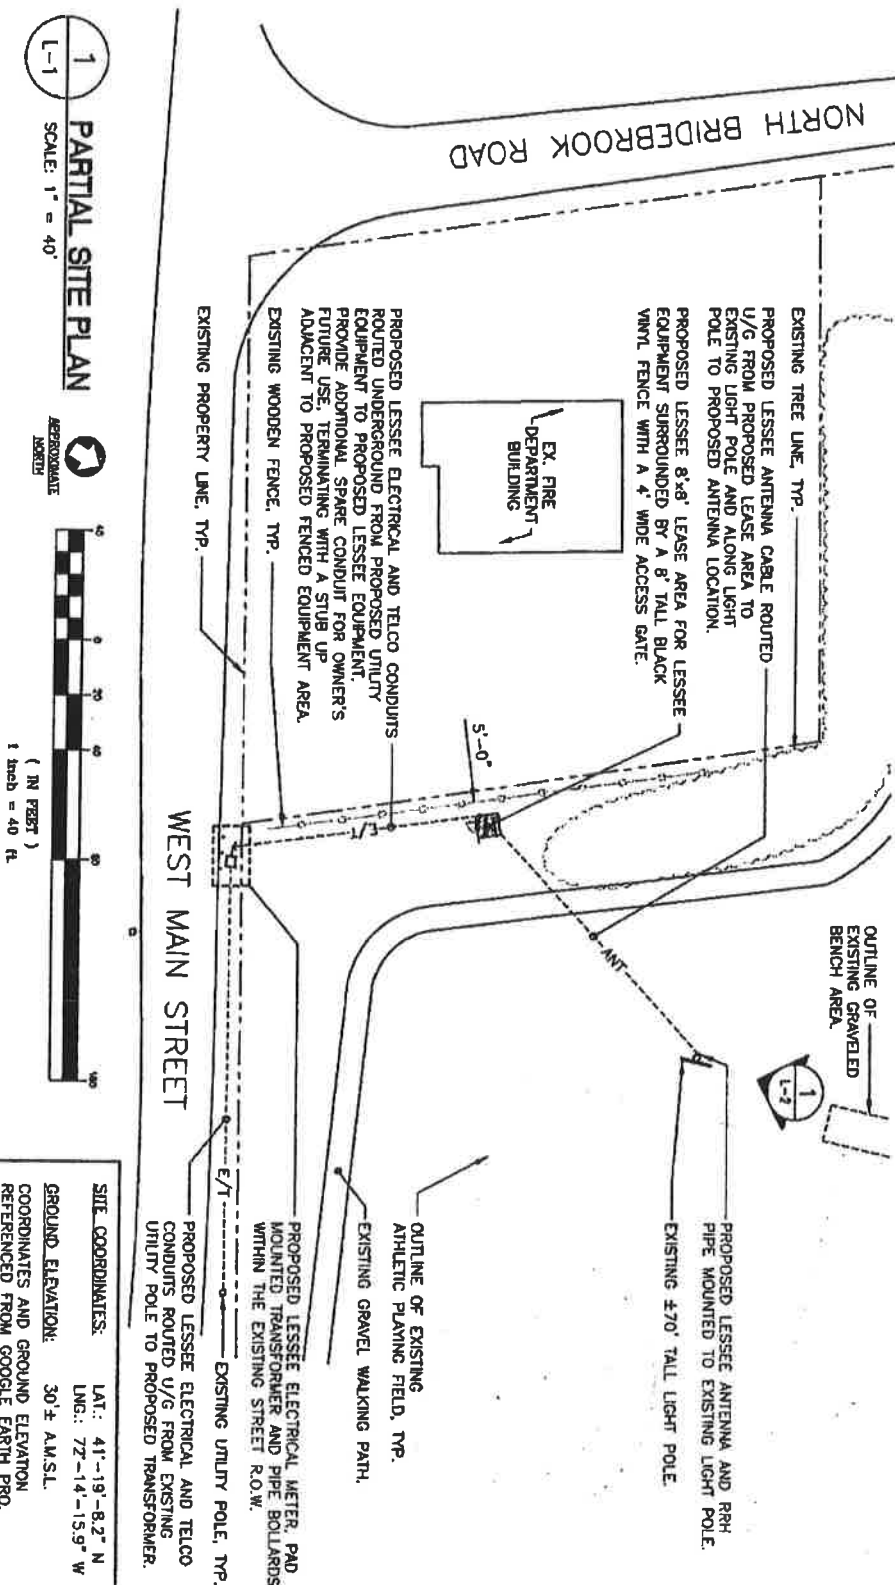 NORTH BRIDEBROOK ROAD
EXISTING TREE LINE, TYP.
PROPOSED LESSEE ANTENNA CABLE ROUTED
U/G FROM PROPOSED LEASE AREA TO
EXISTING LIGHT POLE AND ALONG LIGHT
POLE TO PROPOSED ANTENNA LOCATION.
PROPOSED LESSEE 8'x8' LEASE AREA FOR LESSEE
EQUIPMENT SURROUNDED BY A 8' TALL BLACK
VINYL FENCE WITH A 4' WIDE ACCESS GATE.
EX. FIRE
DEPARTMENT
BUILDING
PROPOSED LESSEE ELECTRICAL AND TELCO CONDUITS
ROUTED UNDERGROUND FROM PROPOSED UTILITY
EQUIPMENT TO PROPOSED LESSEE EQUIPMENT.
PROVIDE ADDITIONAL SPARE CONDUIT FOR OWNER'S
FUTURE USE, TERMINATING WITH A STUB UP
ADJACENT TO PROPOSED FENCED EQUIPMENT AREA.
EXISTING WOODEN FENCE, TYP.
EXISTING PROPERTY LINE, TYP.
5'-0"
E/T
ANT
OUTLINE OF
EXISTING GRAVELED
BENCH AREA.
1
L-2
PROPOSED LESSEE ANTENNA AND RRH
PIPE MOUNTED TO EXISTING LIGHT POLE.
EXISTING ±70' TALL LIGHT POLE.
OUTLINE OF EXISTING
ATHLETIC PLAYING FIELD, TYP.
EXISTING GRAVEL WALKING PATH.
PROPOSED LESSEE ELECTRICAL METER, PAD
MOUNTED TRANSFORMER AND PIPE BOLLARDS
WITHIN THE EXISTING STREET R.O.W.
E/T
EXISTING UTILITY POLE, TYP.
PROPOSED LESSEE ELECTRICAL AND TELCO
CONDUITS ROUTED U/G FROM EXISTING
UTILITY POLE TO PROPOSED TRANSFORMER.
WEST MAIN STREET
1
L-1
PARTIAL SITE PLAN
SCALE: 1" = 40'
APPROXIMATE
NORTH
0
( IN FEET )
1 inch = 40 ft.
SITE COORDINATES: LAT.: 41°-19'-8.2" N
LNG.: 72°-14'-15.9" W
GROUND ELEVATION: 30'± A.M.S.L.
COORDINATES AND GROUND ELEVATION
REFERENCED FROM GOOGLE EARTH PRO.